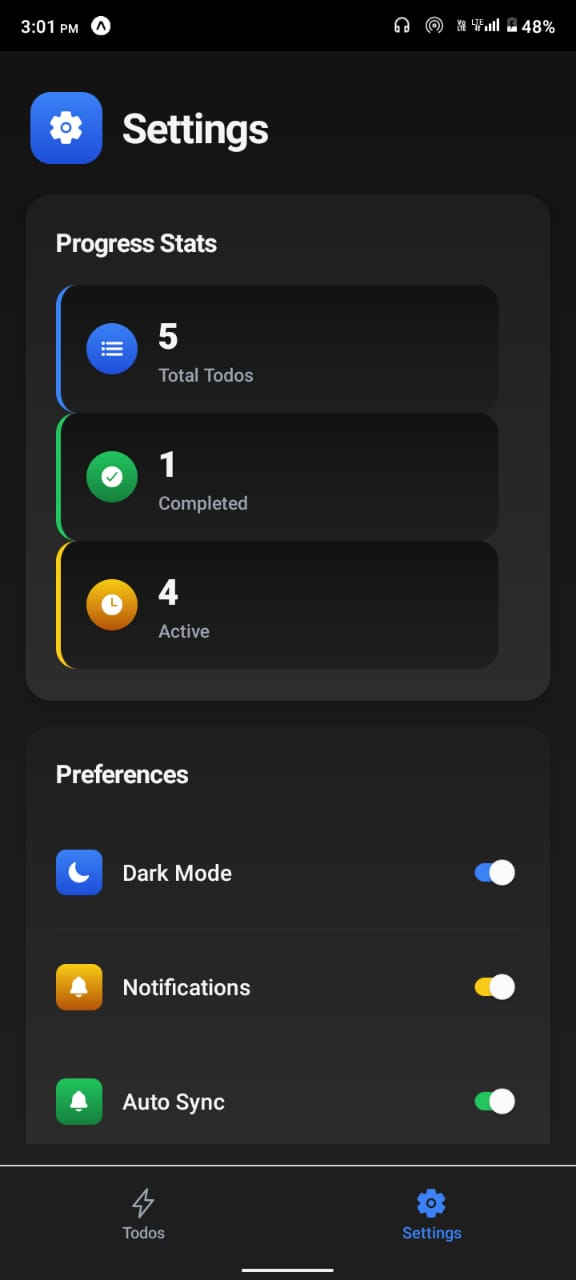 3:01 PM
48%
Settings
Progress Stats
5
Total Todos
1
Completed
4
Active
Preferences
Dark Mode
Notifications
Auto Sync
Todos
Settings